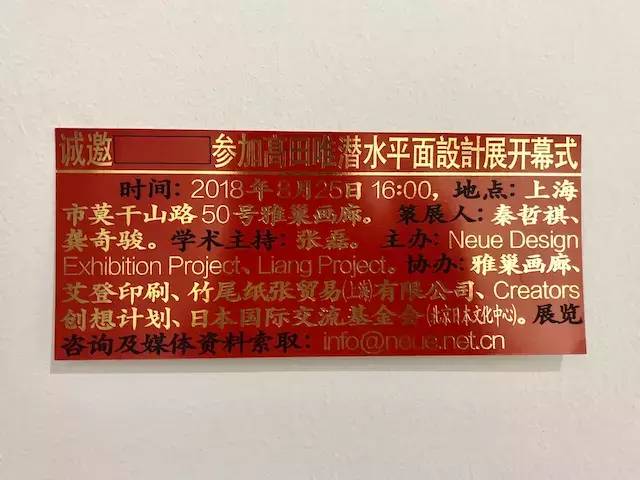 诚邀 参加髙田唯潜水平面設計展开幕式
时间：2018年8月25日16:00，地点：上海
市莫干山路50号雅巢画廊。策展人：秦哲祺、
龚奇骏。学术主持：张磊。主办：Neue Design
Exhibition Project、Liang Project。协办：雅巢画廊、
艾登印刷、竹尾纸张贸易(上海)有限公司、Creators
创想计划、日本国际交流基金会(北京日本文化中心)。展览
咨询及媒体资料索取：info@neue.net.cn